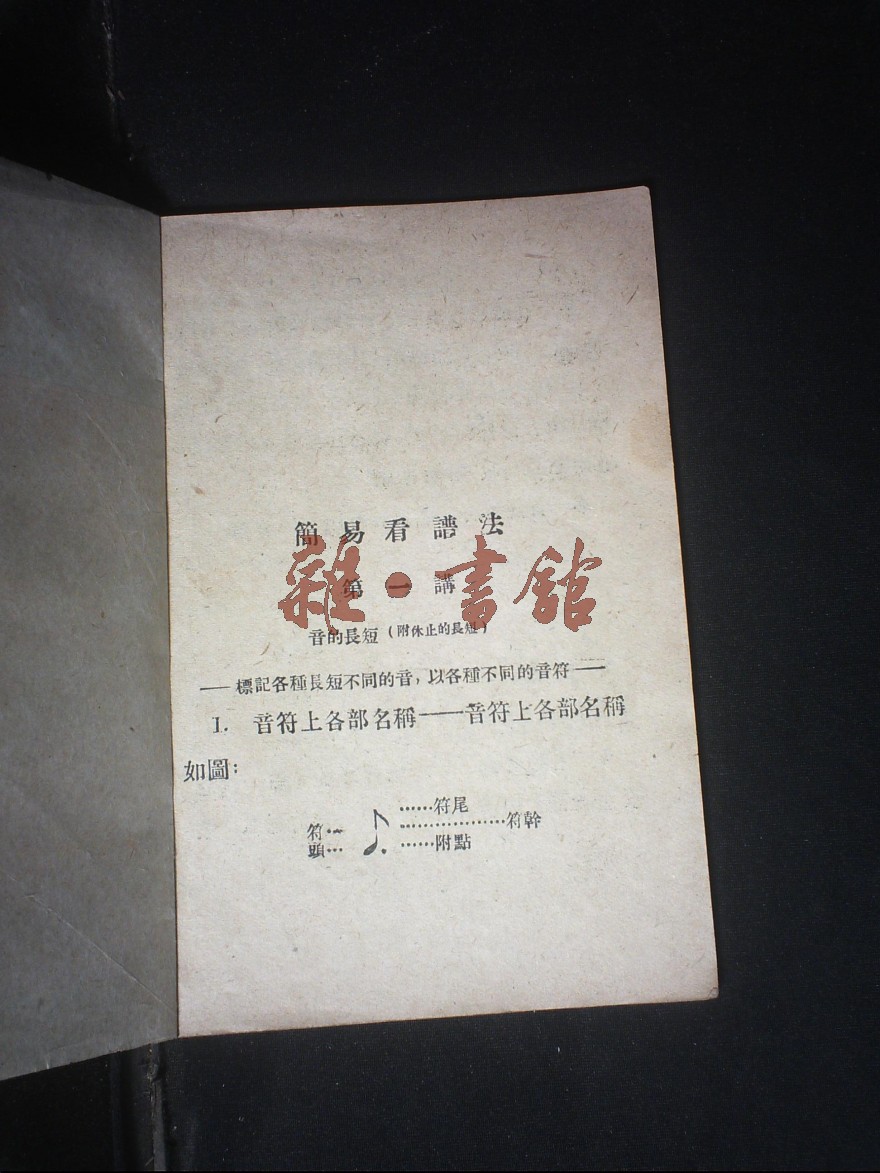 簡易看譜法
雜·書館
第一講
音的長短(附休止的長短)
——標記各種長短不同的音,以各種不同的音符——
1. 音符上各部名稱——音符上各部名稱
如圖:
符頭
符尾
符幹
附點